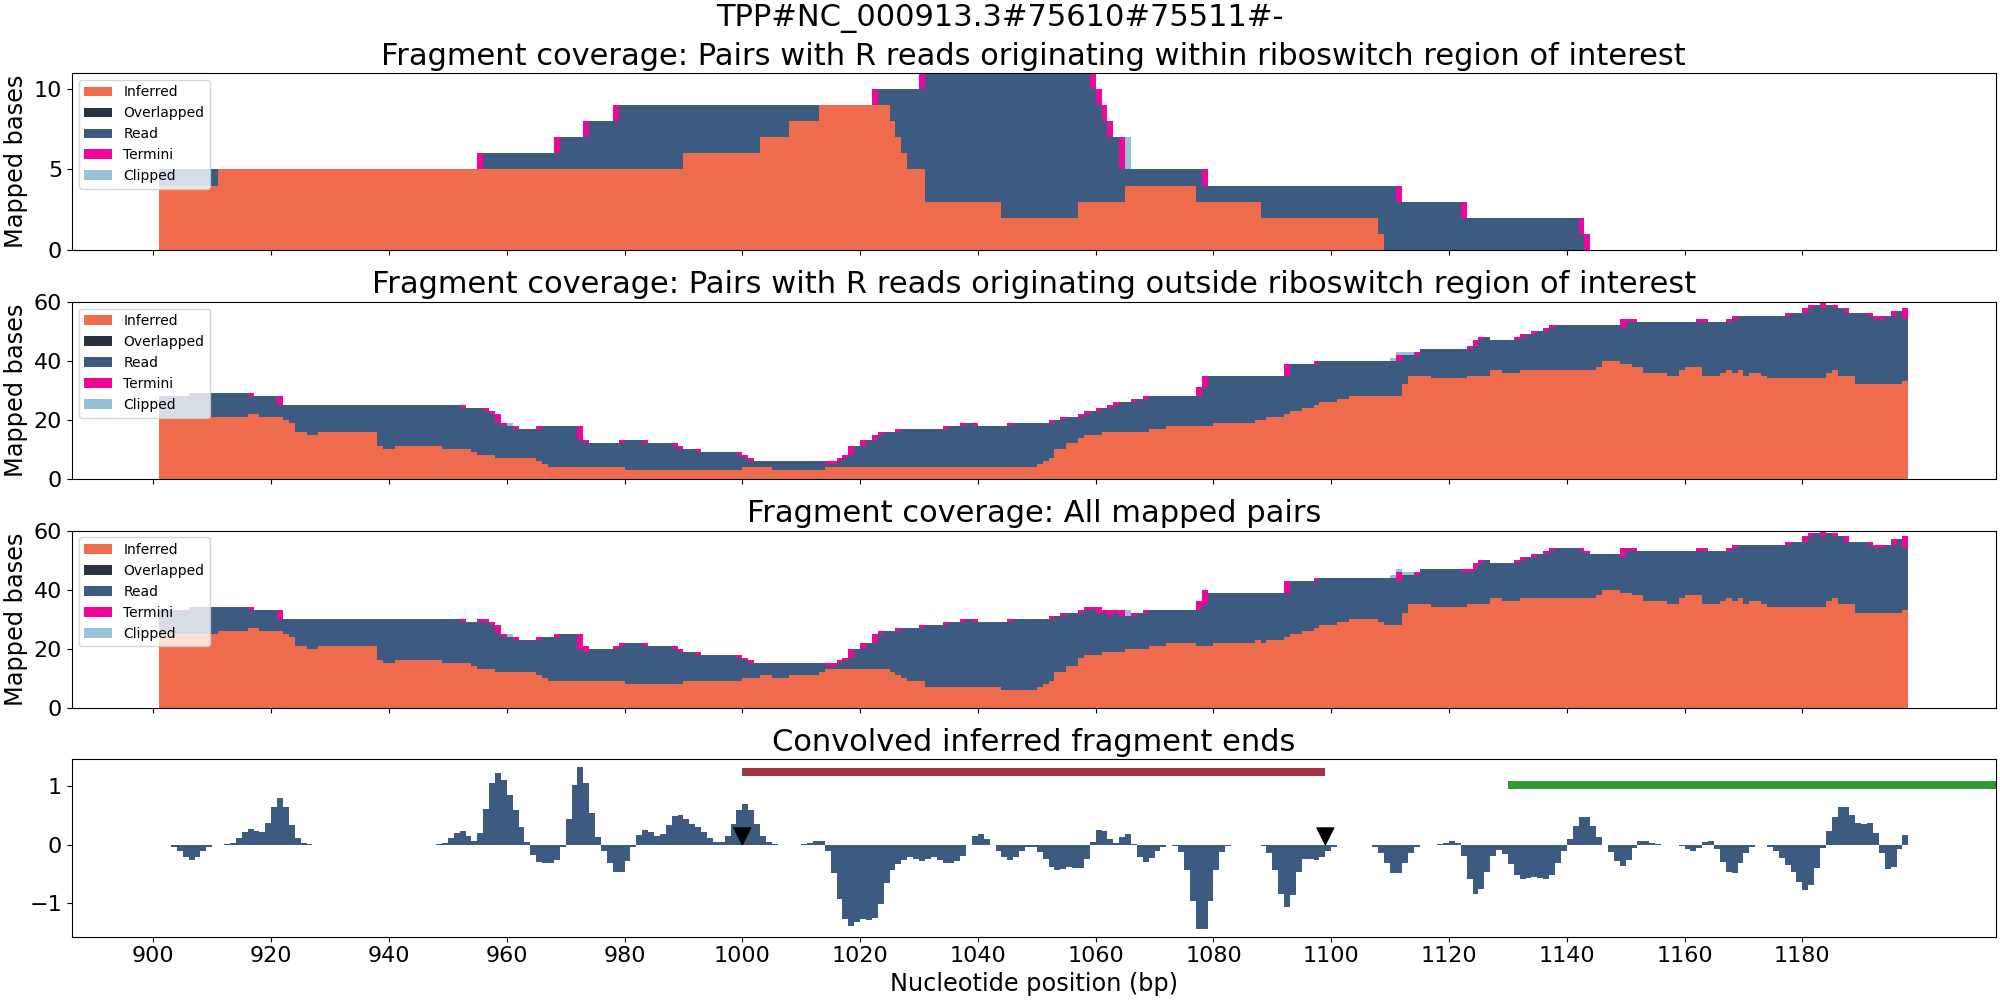 TPP#NC_000913.3#75610#75511#-
Fragment coverage: Pairs with R reads originating within riboswitch region of interest
Mapped bases
10
5
0
Inferred
Overlapped
Read
Termini
Clipped
Fragment coverage: Pairs with R reads originating outside riboswitch region of interest
Mapped bases
60
40
20
0
Inferred
Overlapped
Read
Termini
Clipped
Fragment coverage: All mapped pairs
Mapped bases
60
40
20
0
Inferred
Overlapped
Read
Termini
Clipped
Convolved inferred fragment ends
1
0
−1
900 920 940 960 980 1000 1020 1040 1060 1080 1100 1120 1140 1160 1180
Nucleotide position (bp)